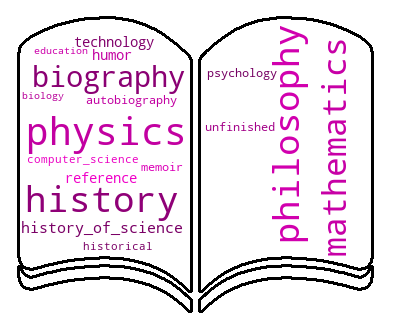 technology
education
humor
biography
biology
autobiography
physics
computer_science
memoir
reference
history
history_of_science
historical
psychology
unfinished
philosophy
mathematics